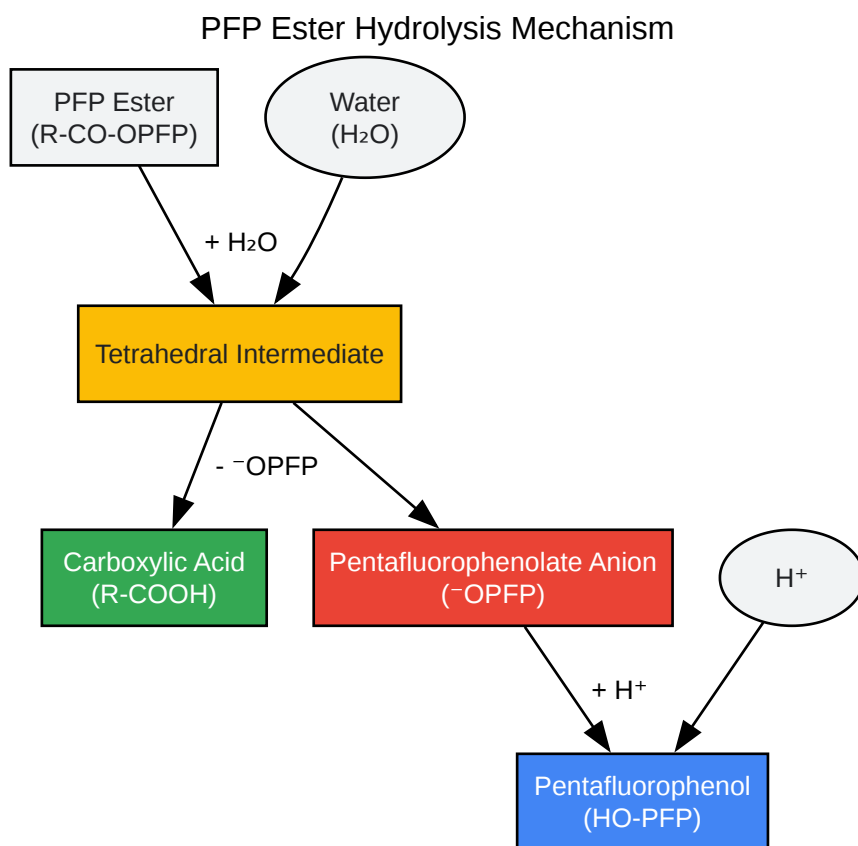 PFP Ester Hydrolysis Mechanism
PFP Ester
(R-CO-OPFP)
Water
(H₂O)
+ H₂O
Tetrahedral Intermediate
- ⁻OPFP
Carboxylic Acid
(R-COOH)
Pentafluorophenolate Anion
(⁻OPFP)
H⁺
+ H⁺
Pentafluorophenol
(HO-PFP)